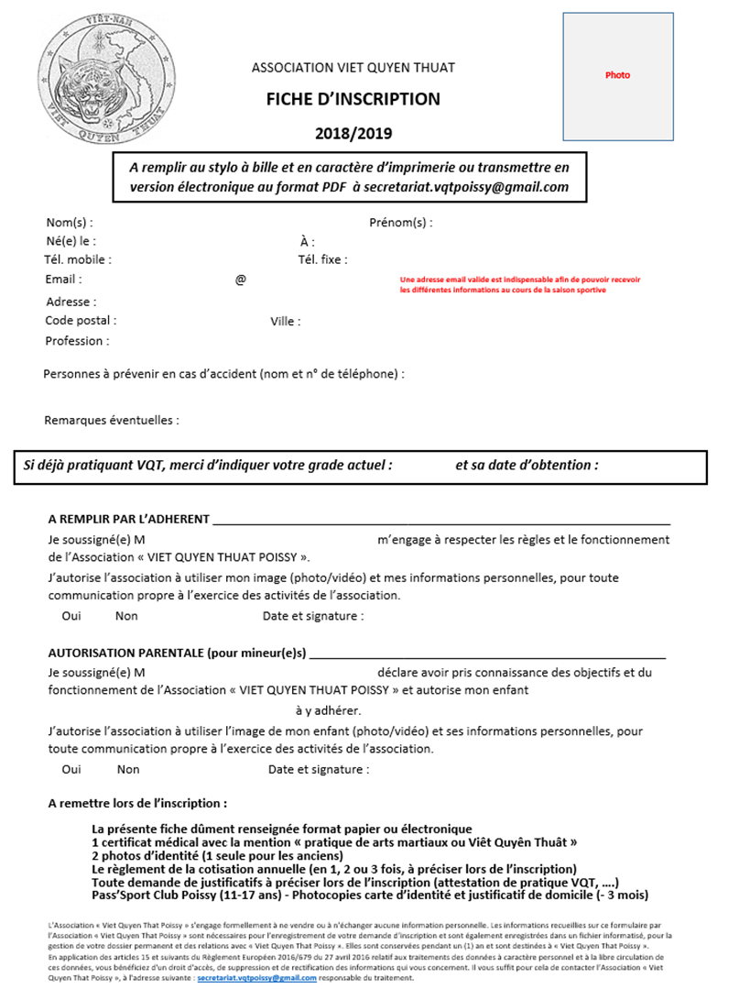 VIÊT-NAM
VIET QUYEN THUAT
ASSOCIATION VIET QUYEN THUAT
FICHE D’INSCRIPTION
2018/2019
Photo
A remplir au stylo à bille et en caractère d’imprimerie ou transmettre en
version électronique au format PDF à secretariat.vqtpoissy@gmail.com
Nom(s) : Prénom(s) :
Né(e) le : À :
Tél. mobile : Tél. fixe :
Email : @ Une adresse email valide est indispensable afin de pouvoir recevoir
les différentes informations au cours de la saison sportive
Adresse :
Code postal : Ville :
Profession :
Personnes à prévenir en cas d’accident (nom et n° de téléphone) :
Remarques éventuelles :
Si déjà pratiquant VQT, merci d’indiquer votre grade actuel : et sa date d’obtention :
A REMPLIR PAR L’ADHERENT
Je soussigné(e) M m’engage à respecter les règles et le fonctionnement
de l’Association « VIET QUYEN THUAT POISSY ».
J’autorise l’association à utiliser mon image (photo/vidéo) et mes informations personnelles, pour toute
communication propre à l’exercice des activités de l’association.
Oui Non Date et signature :
AUTORISATION PARENTALE (pour mineur(e)s)
Je soussigné(e) M déclare avoir pris connaissance des objectifs et du
fonctionnement de l’Association « VIET QUYEN THUAT POISSY » et autorise mon enfant
à y adhérer.
J’autorise l’association à utiliser l’image de mon enfant (photo/vidéo) et ses informations personnelles, pour
toute communication propre à l’exercice des activités de l’association.
Oui Non Date et signature :
A remettre lors de l’inscription :
La présente fiche dûment renseignée format papier ou électronique
1 certificat médical avec la mention « pratique de arts martiaux ou Viêt Quyên Thuât »
2 photos d’identité (1 seule pour les anciens)
Le règlement de la cotisation annuelle (en 1, 2 ou 3 fois, à préciser lors de l’inscription)
Toute demande de justificatifs à préciser lors de l’inscription (attestation de pratique VQT, ….)
Pass’Sport Club Poissy (11-17 ans) - Photocopies carte d’identité et justificatif de domicile (- 3 mois)
L'Association « Viet Quyen That Poissy » s'engage formellement à ne vendre ou à n'échanger aucune information personnelle. Les informations recueillies sur ce formulaire par
l’Association « Viet Quyen That Poissy » sont nécessaires pour l’enregistrement de votre demande d’inscription et sont également enregistrées dans un fichier informatisé, pour la
gestion de votre dossier permanent et des relations avec « Viet Quyen That Poissy ». Elles sont conservées pendant un (1) an et sont destinées à « Viet Quyen That Poissy ».
En application des articles 15 et suivants du Règlement Européen 2016/679 du 27 avril 2016 relatif aux traitements des données à caractère personnel et à la libre circulation de
ces données, vous bénéficiez d'un droit d'accès, de suppression et de rectification des informations qui vous concernent. Il vous suffit pour cela de contacter l’Association « Viet
Quyen That Poissy », à l'adresse suivante : secretariat.vqtpoissy@gmail.com responsable du traitement.